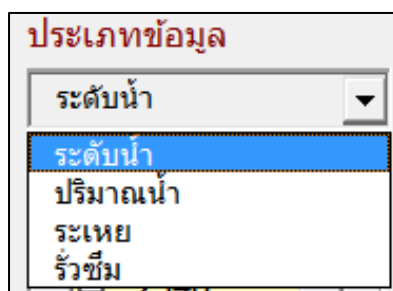 ประเภทข้อมูล
ระดับน้ำ
ระดับน้ำ
ปริมาณน้ำ
ระเหย
รั่วซึม